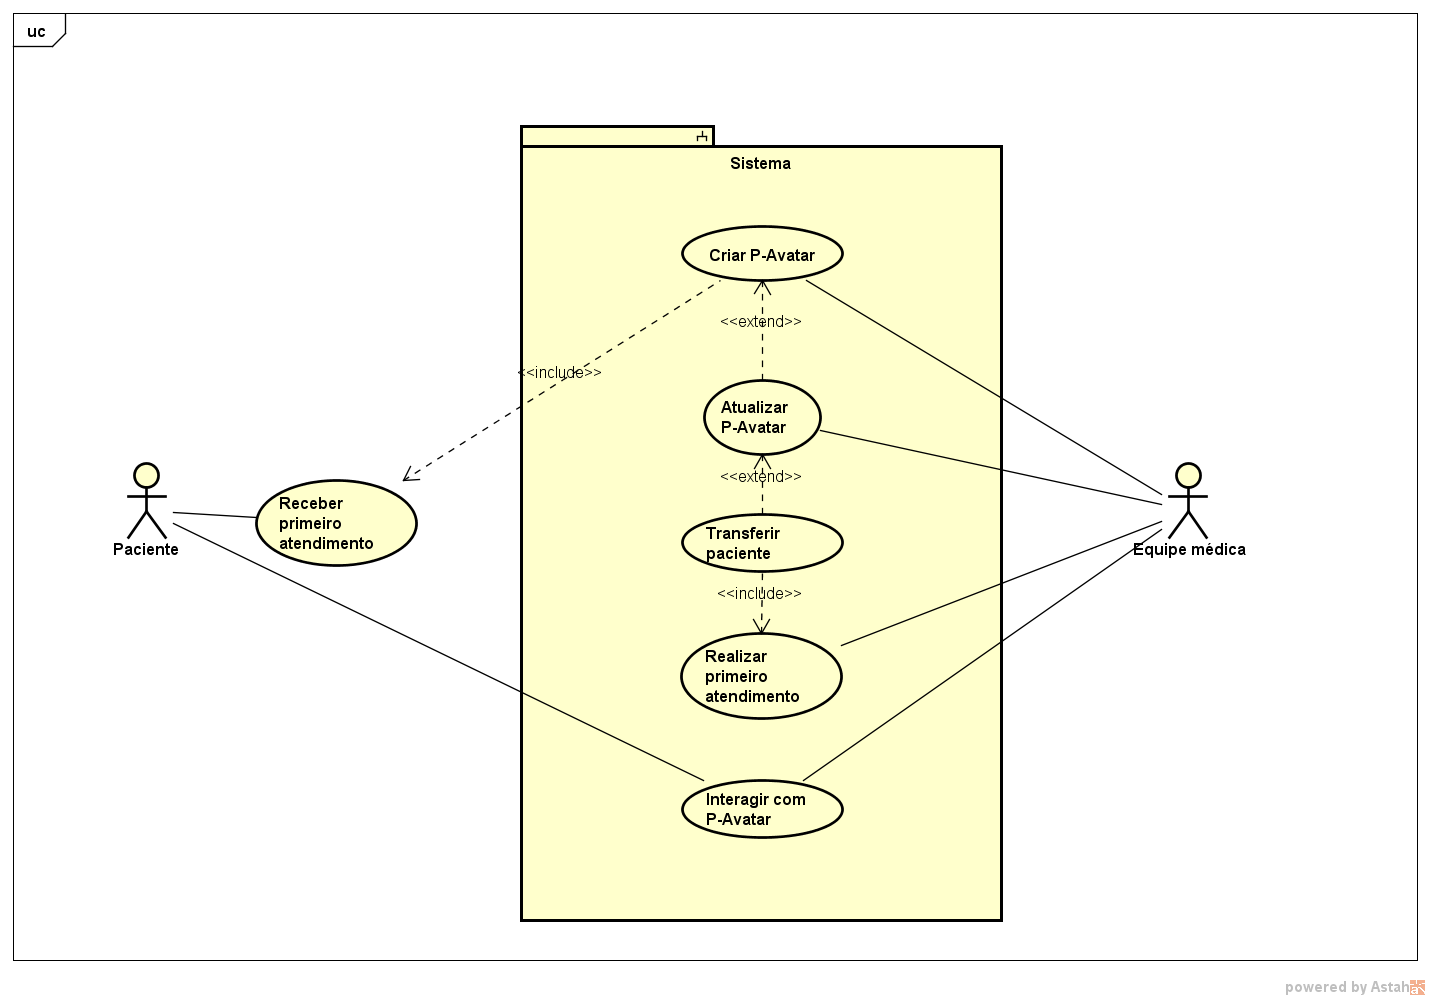 uc
Sistema
Criar P-Avatar
<<extend>>
<<include>>
Atualizar
P-Avatar
<<extend>>
Receber
primeiro
atendimento
Paciente
Transferir
paciente
Equipe médica
<<include>>
Realizar
primeiro
atendimento
Interagir com
P-Avatar
powered by Astah